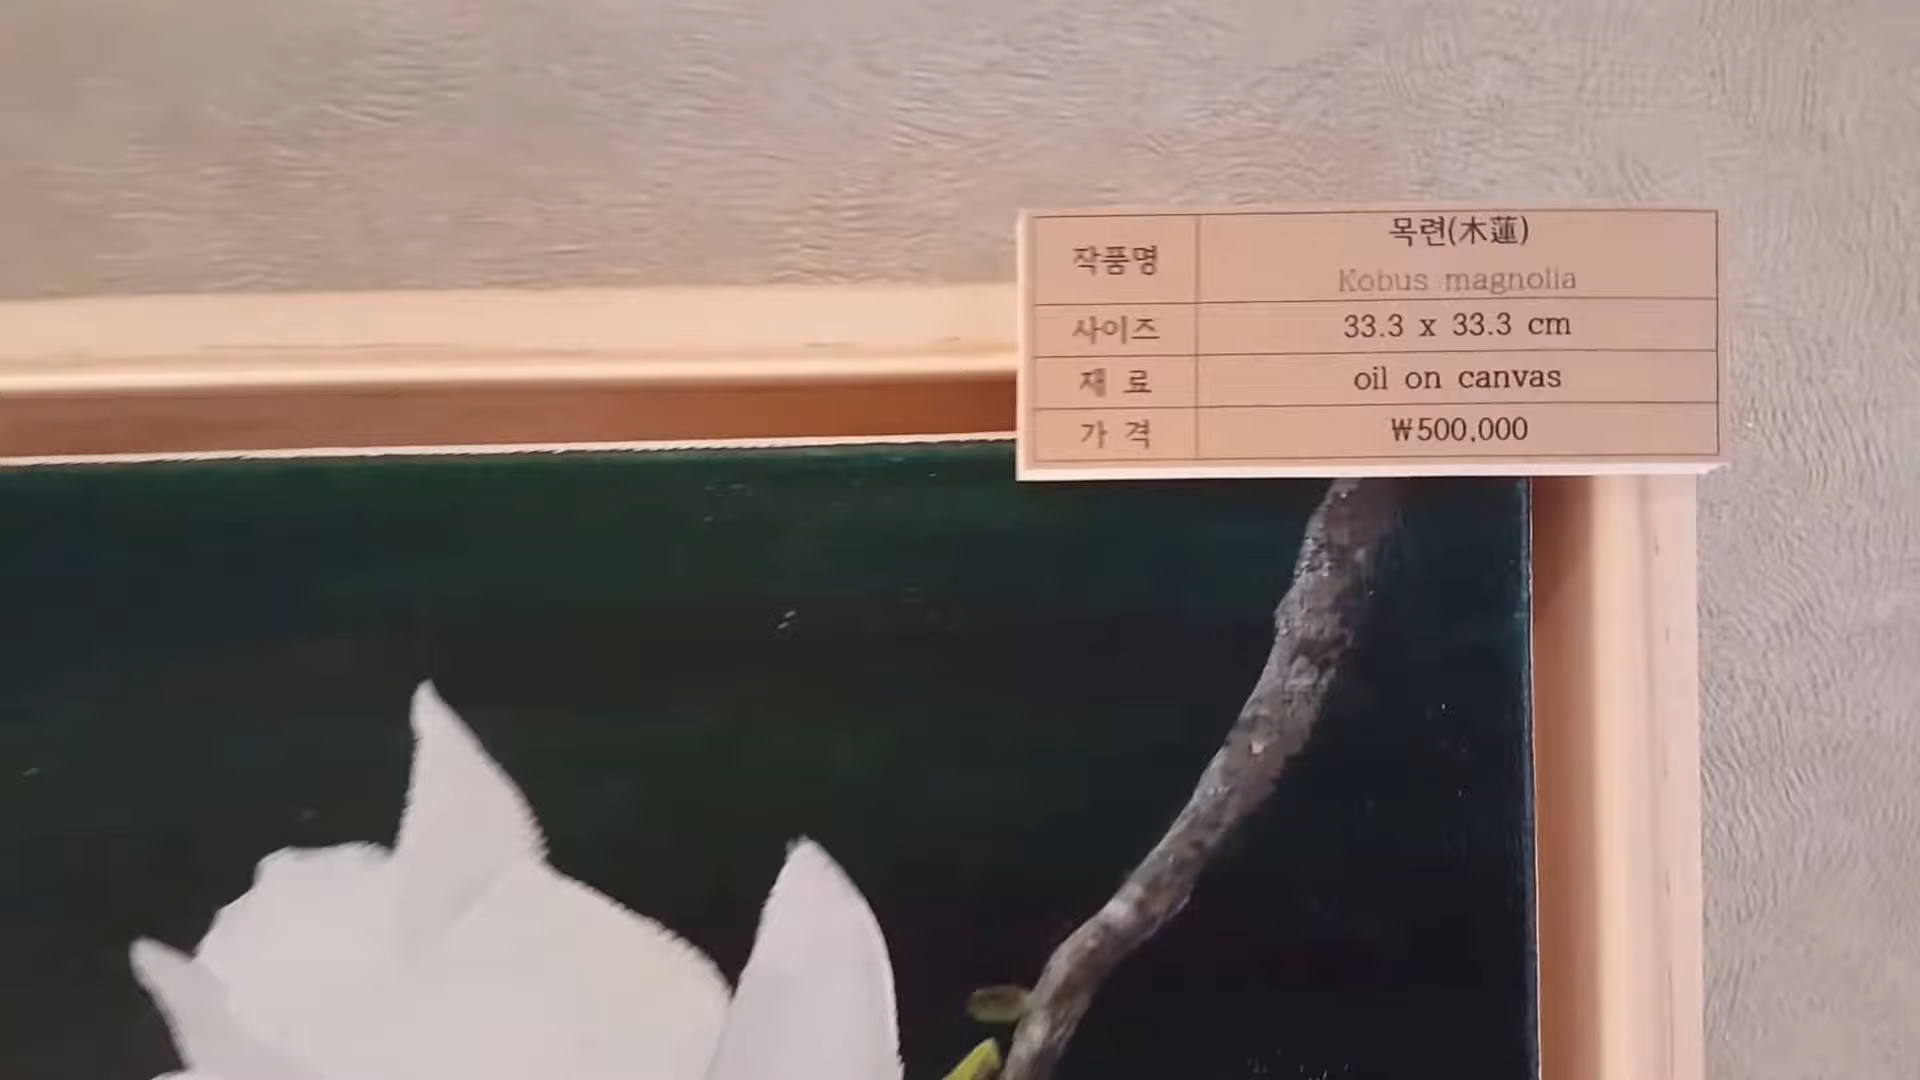 작품명 목련(木蓮)
Kobus magnolia
사이즈 33.3 x 33.3 cm
재 료 oil on canvas
가 격 ₩500,000